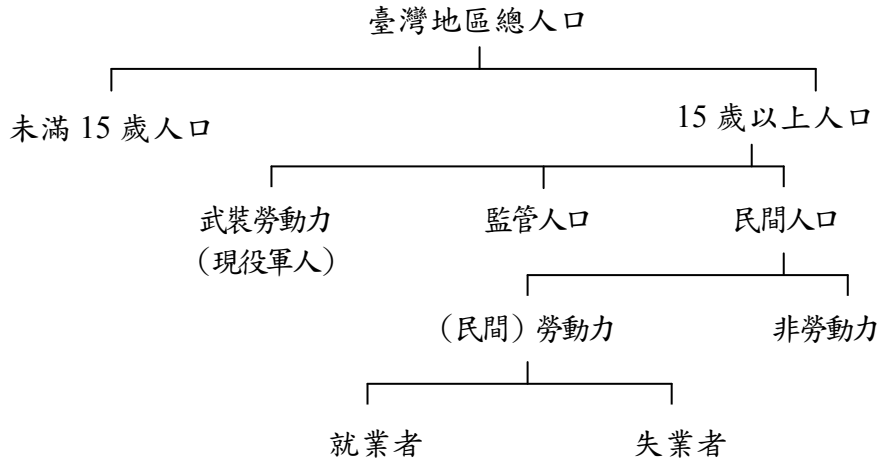 臺灣地區總人口
未滿 15 歲人口
15 歲以上人口
武裝勞動力
（現役軍人）
監管人口
民間人口
（民間）勞動力
非勞動力
就業者
失業者